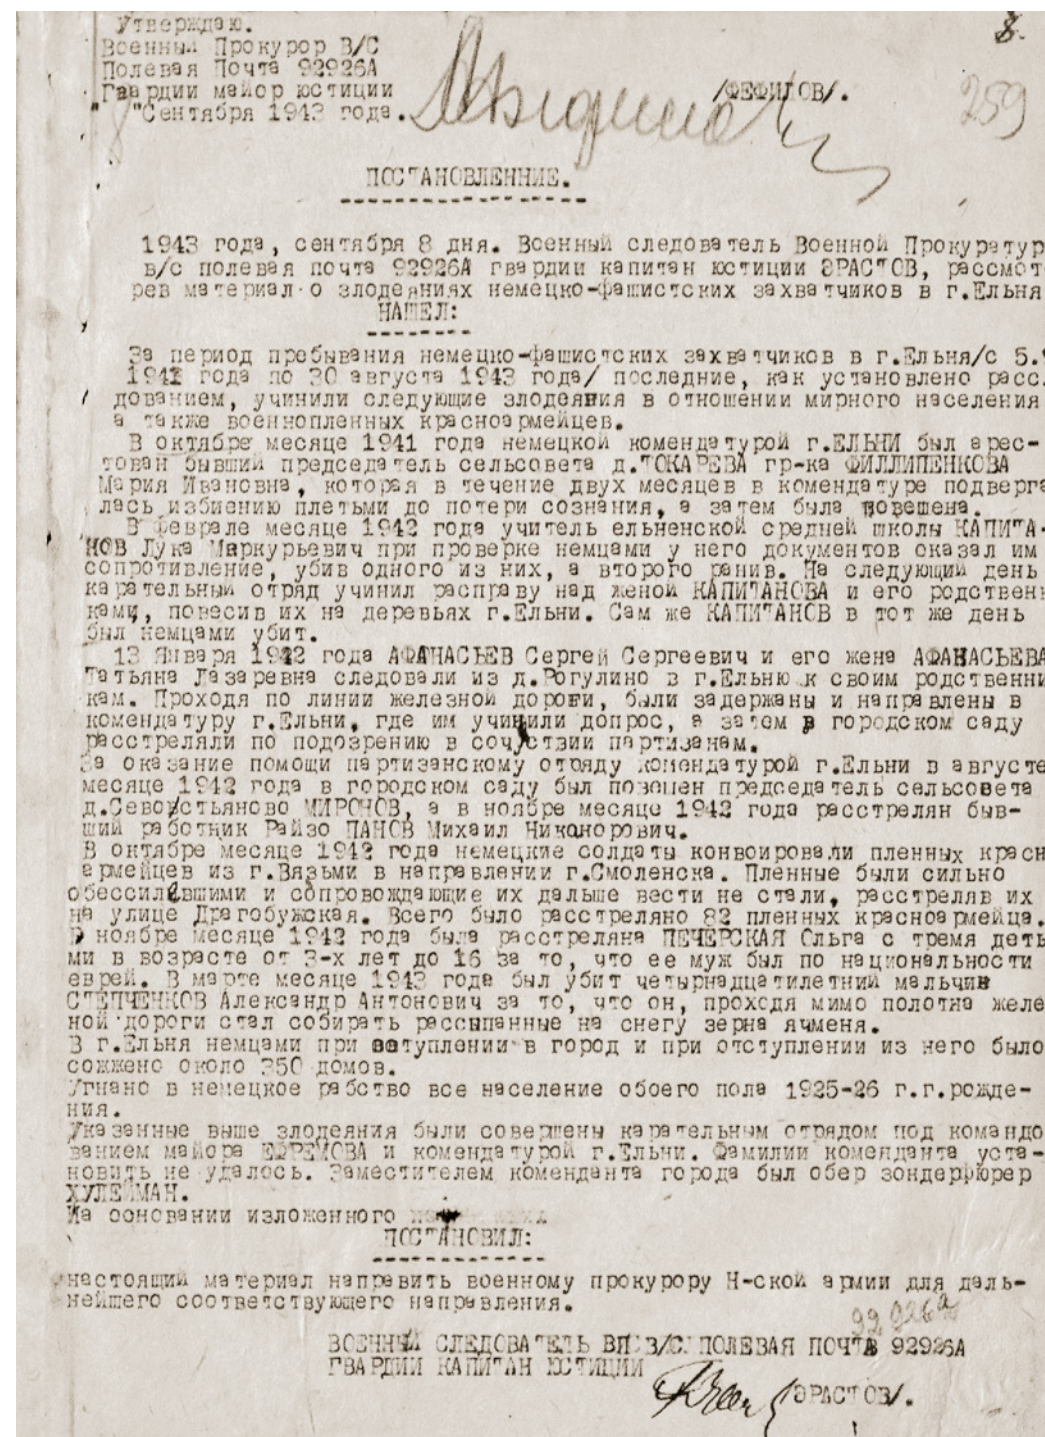 Утверждаю.
Военный Прокурор В/С
Полевая Почта 92926А
Гвардии майор юстиции /ФЕФИЛОВ/.
" "Сентября 1943 года.
259
ПОСТАНОВЛЕННИЕ.
1943 года, сентября 8 дня. Военный следователь Военной Прокуратур
в/с полевая почта 92926А гвардии капитан юстиции ЭРАСТОВ, рассмот
рев материал о злодеяниях немецко-фашистских захватчиков в г.Ельня
НАШЕЛ:
За период пребывания немецко-фашистских захватчиков в г.Ельня/с 5.
1941 года по 30 августа 1943 года/ последние, как установлено рассл
дованием, учинили следующие злодеяния в отношении мирного населения
а также военнопленных красноармейцев.
В октябре месяце 1941 года немецкой комендатурой г.ЕЛЬНИ был арес-
тован бывший председатель сельсовета д.ТОКАРЕВА гр-ка ФИЛЛИПЕНКОВА
Мария Ивановна, которая в течение двух месяцев в комендатуре подверга
лась избиению плетьми до потери сознания, а затем была повешена.
В феврале месяце 1942 года учитель ельненской средней школы КАПИТА-
НОВ Лука Маркурьевич при проверке немцами у него документов оказал им
сопротивление, убив одного из них, а второго ранив. На следующий день
карательный отряд учинил расправу над женой КАПИТАНОВА и его родствен
ками, повесив их на деревьях г.Ельни. Сам же КАПИТАНОВ в тот же день
был немцами убит.
13 Января 1942 года АФАНАСЬЕВ Сергей Сергеевич и его жена АФАНАСЬЕВА
Татьяна Лазаревна следовали из д.Рогулино в г.Ельню к своим родственни
кам. Проходя по линии железной дороги, были задержаны и направлены в
комендатуру г.Ельни, где им учинили допрос, а затем в городском саду
расстреляли по подозрению в сочуствии партизанам.
За оказание помощи партизанскому отряду комендатурой г.Ельни в августе
месяце 1942 года в городском саду был повешен председатель сельсовета
д.Севостьяново МИРОНОВ, а в ноябре месяце 1942 года расстрелян быв-
ший работник Райзо ПАНОВ Михаил Никанорович.
В октябре месяце 1942 года немецкие солдаты конвоировали пленных красн
армейцев из г.Вязьми в направлении г.Смоленска. Пленные были сильно
обессилевшими и сопровождающие их дальше вести не стали, расстреляв их
на улице Драгобужская. Всего было расстреляно 82 пленных красноармейца.
В ноябре месяце 1942 года была расстреляна ПЕЧЕРСКАЯ Ольга с тремя деть
ми в возрасте от 3-х лет до 16 за то, что ее муж был по национальности
еврей. В марте месяце 1943 года был убит четырнадцатилетний мальчик
СТЕПЧЕНКОВ Александр Антонович за то, что он, проходя мимо полотна желе
ной дороги стал собирать рассыпанные на снегу зерна ячменя.
В г.Ельня немцами при вступлении в город и при отступлении из него было
сожжено около 350 домов.
Угнано в немецкое рабство все население обоего пола 1925-26 г.г.рожде-
ния.
Указанные выше злодеяния были совершены карательным отрядом под командо
ванием майора ЕФРЕМОВА и комендатурой г.Ельни. Фамилии коменданта уста-
новить не удалось. Заместителем коменданта города был обер зондерфюрер
ХУЛЕЙМАН.
На основании изложенного
ПОСТАНОВИЛ:
настоящий материал направить военному прокурору Н-ской армии для даль-
нейшего соответствующего направления.
92926а
ВОЕННЫЙ СЛЕДОВАТЕЛЬ ВП В/С ПОЛЕВАЯ ПОЧТА 92926А
ГВАРДИИ КАПИТАН ЮСТИЦИИ
/ЭРАСТОВ/.